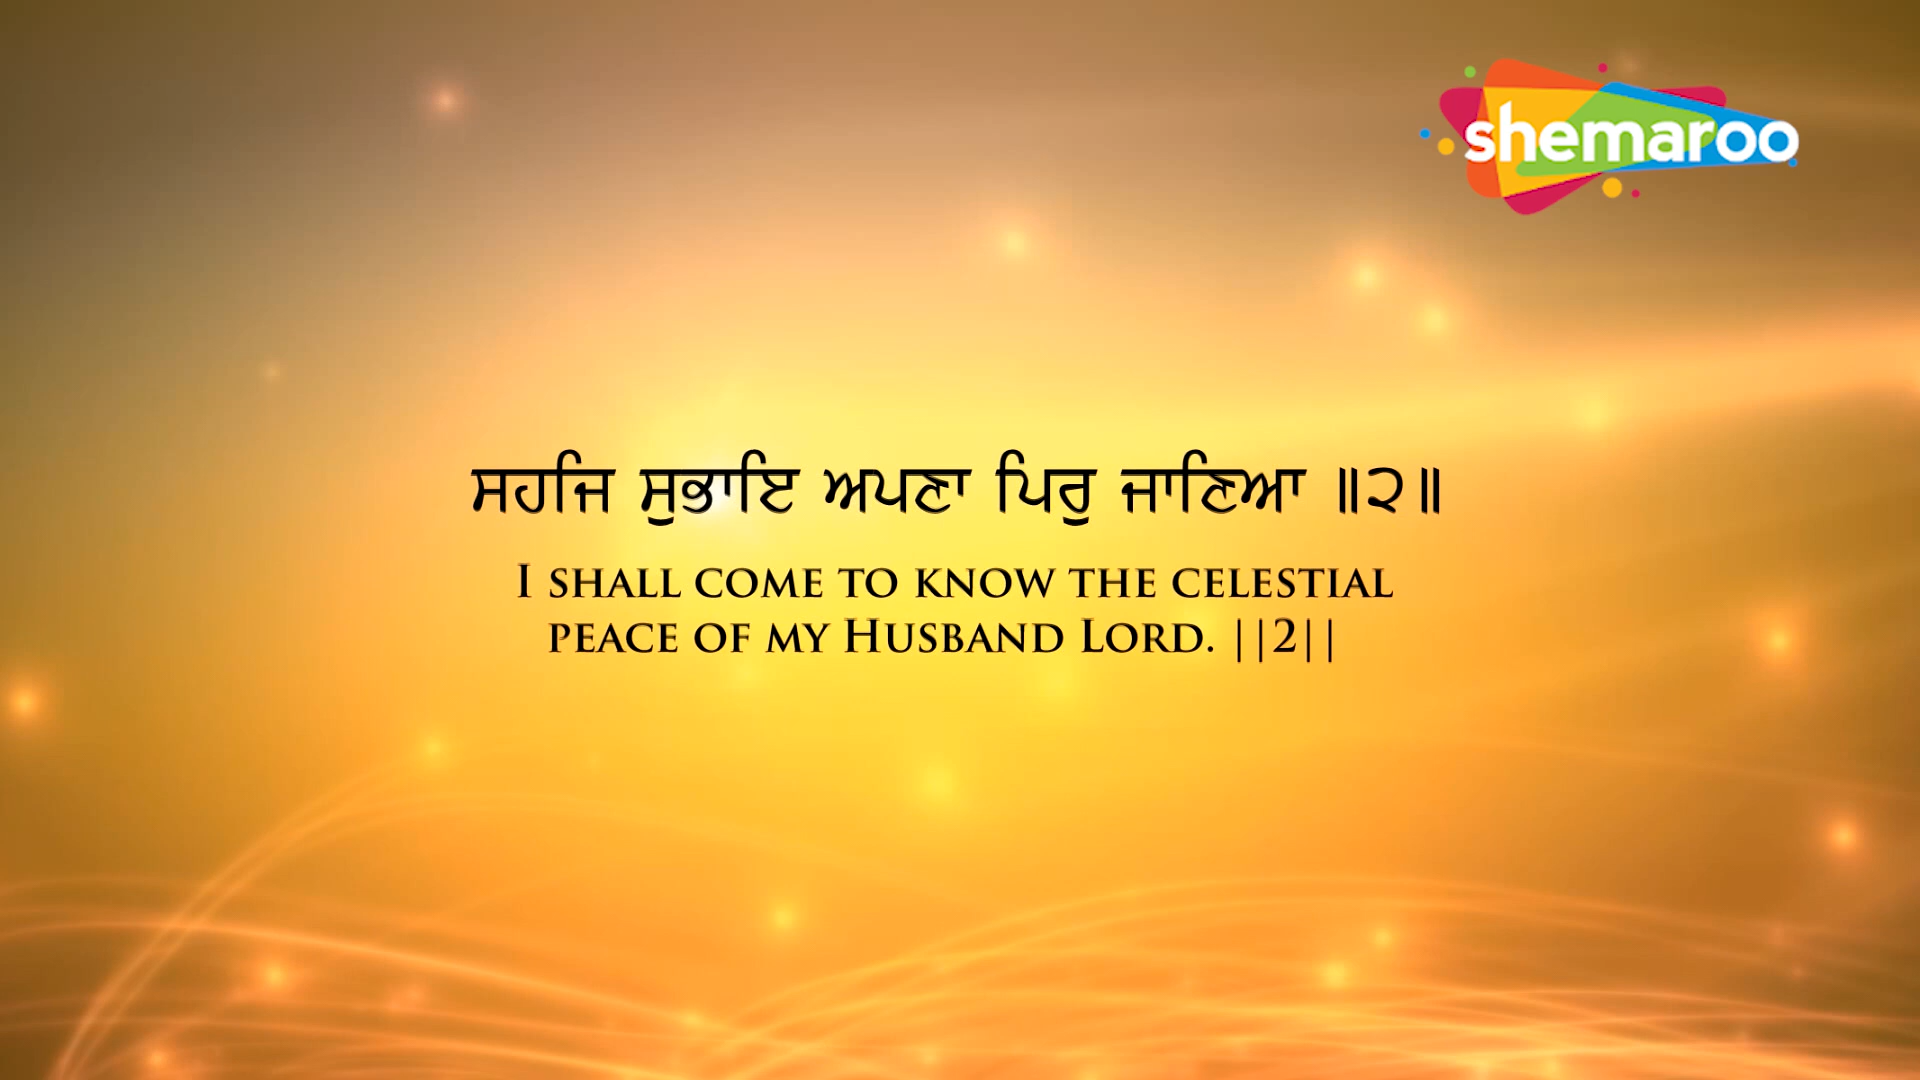 shemaroo
ਸਹਜਿ ਸੁਭਾਇ ਅਪਣਾ ਪਿਰੁ ਜਾਣਿਆ ॥੨॥
I shall come to know the celestial
peace of my Husband Lord. ||2||